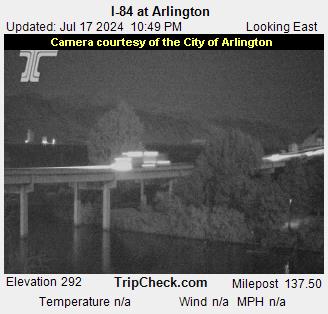 I-84 at Arlington
Updated: Jul 17 2024 10:49 PM Looking East
Camera courtesy of the City of Arlington
Elevation 292 TripCheck.com Milepost 137.50
Temperature n/a Wind n/a MPH n/a